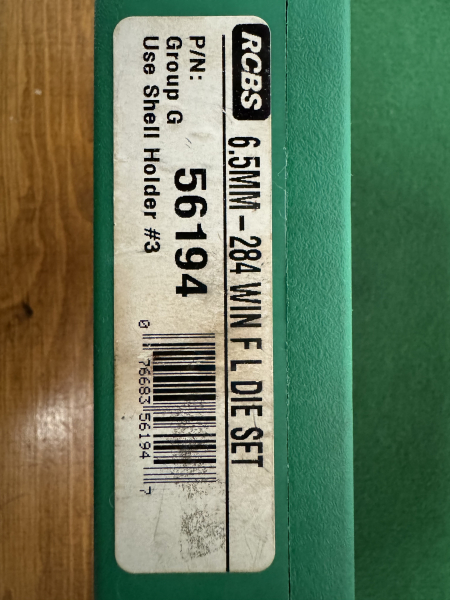 RCBS
6.5MM-284 WIN F L DIE SET
P/N: 56194
Group G
Use Shell Holder #3
0 76683 56194 7